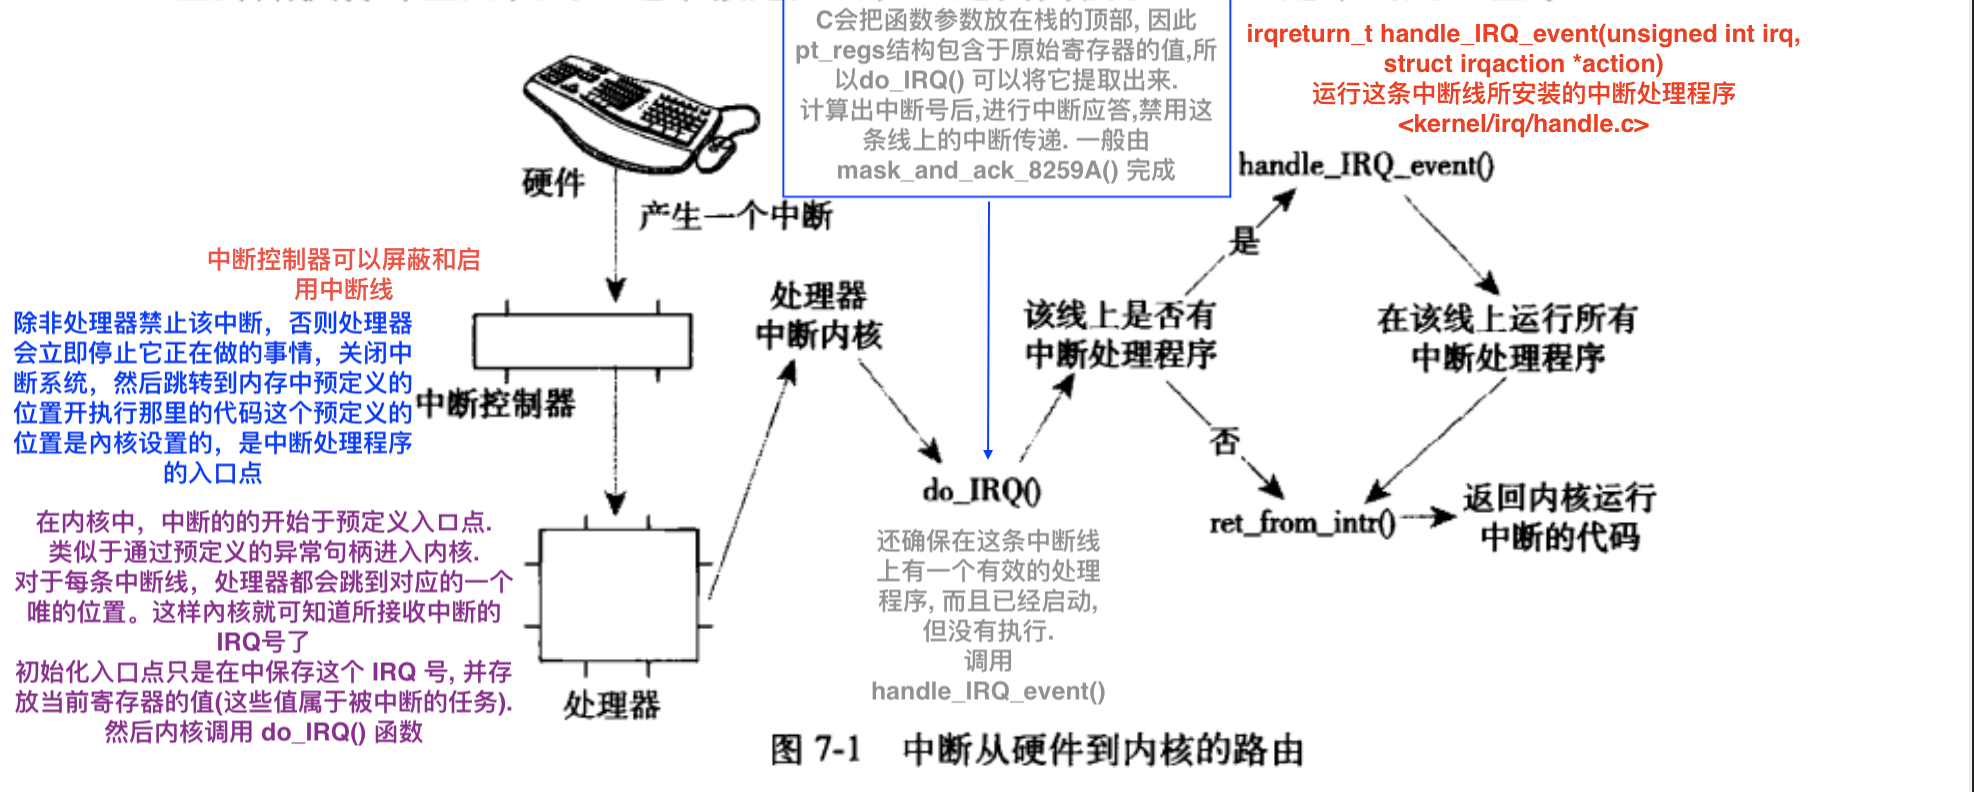 C会把函数参数放在栈的顶部, 因此
pt_regs结构包含于原始寄存器的值,所
以do_IRQ() 可以将它提取出来.
计算出中断号后,进行中断应答,禁用这
条线上的中断传递. 一般由
mask_and_ack_8259A() 完成
irqreturn_t handle_IRQ_event(unsigned int irq,
struct irqaction *action)
运行这条中断线所安装的中断处理程序
<kernel/irq/handle.c>
handle_IRQ_event()
硬件
产生一个中断
是
中断控制器可以屏蔽和启
用中断线
除非处理器禁止该中断，否则处理器
会立即停止它正在做的事情，关闭中
断系统，然后跳转到内存中预定义的
位置开执行那里的代码这个预定义的
位置是内核设置的，是中断处理程序
的入口点
中断控制器
处理器
中断内核
该线上是否有
中断处理程序
在该线上运行所有
中断处理程序
否
do_IRQ()
ret_from_intr()
返回内核运行
中断的代码
在内核中，中断的的开始于预定义入口点.
类似于通过预定义的异常句柄进入内核.
对于每条中断线，处理器都会跳到对应的一个
唯的位置。这样内核就可知道所接收中断的
IRQ号了
初始化入口点只是在中保存这个 IRQ 号, 并存
放当前寄存器的值(这些值属于被中断的任务).
然后内核调用 do_IRQ() 函数
还确保在这条中断线
上有一个有效的处理
程序, 而且已经启动,
但没有执行.
调用
handle_IRQ_event()
处理器
图 7-1 中断从硬件到内核的路由